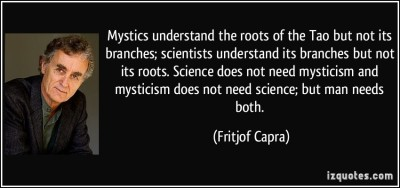 Mystics understand the roots of the Tao but not its
branches; scientists understand its branches but not
its roots. Science does not need mysticism and
mysticism does not need science; but man needs
both.
(Fritjof Capra)
izquotes.com